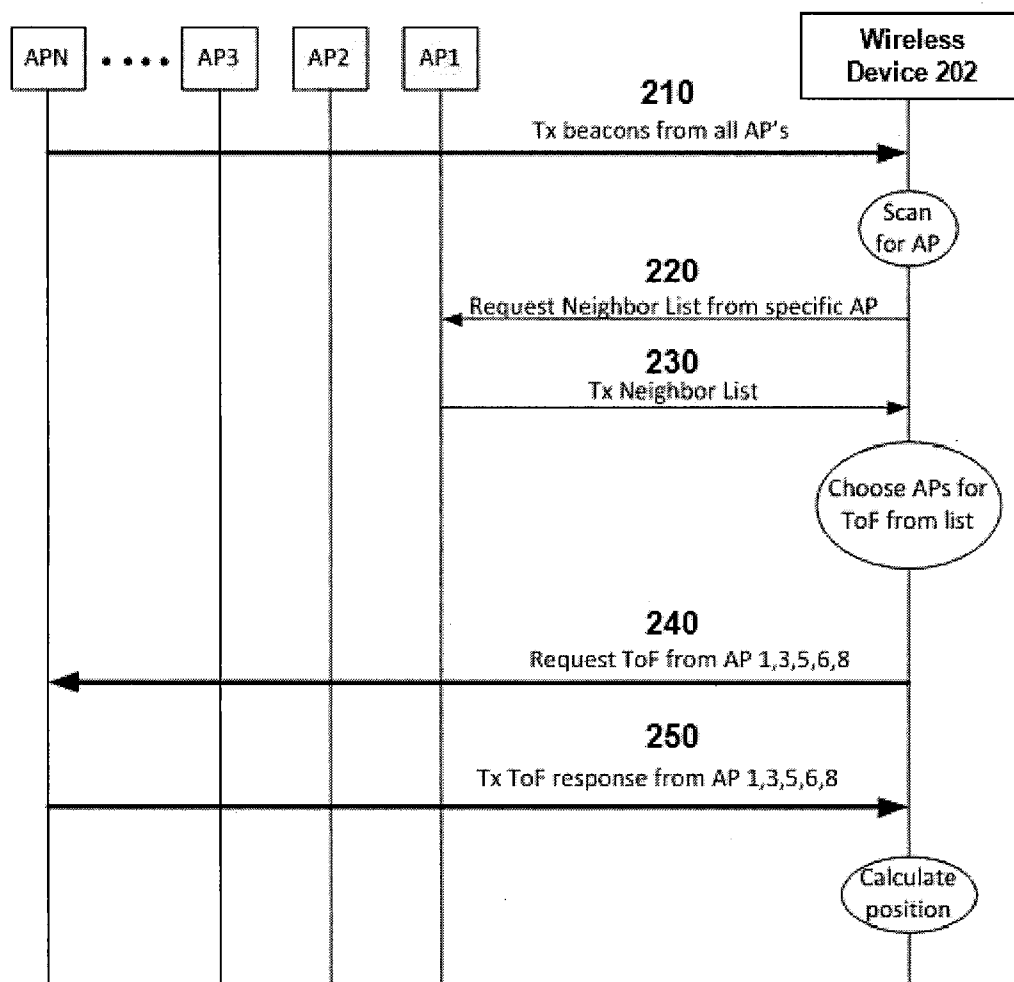 APN
AP3
AP2
AP1
Wireless
Device 202
210
Tx beacons from all AP's
Scan
for AP
220
Request Neighbor List from specific AP
230
Tx Neighbor List
Choose APs for
ToF from list
240
Request ToF from AP 1,3,5,6,8
250
Tx ToF response from AP 1,3,5,6,8
Calculate
position